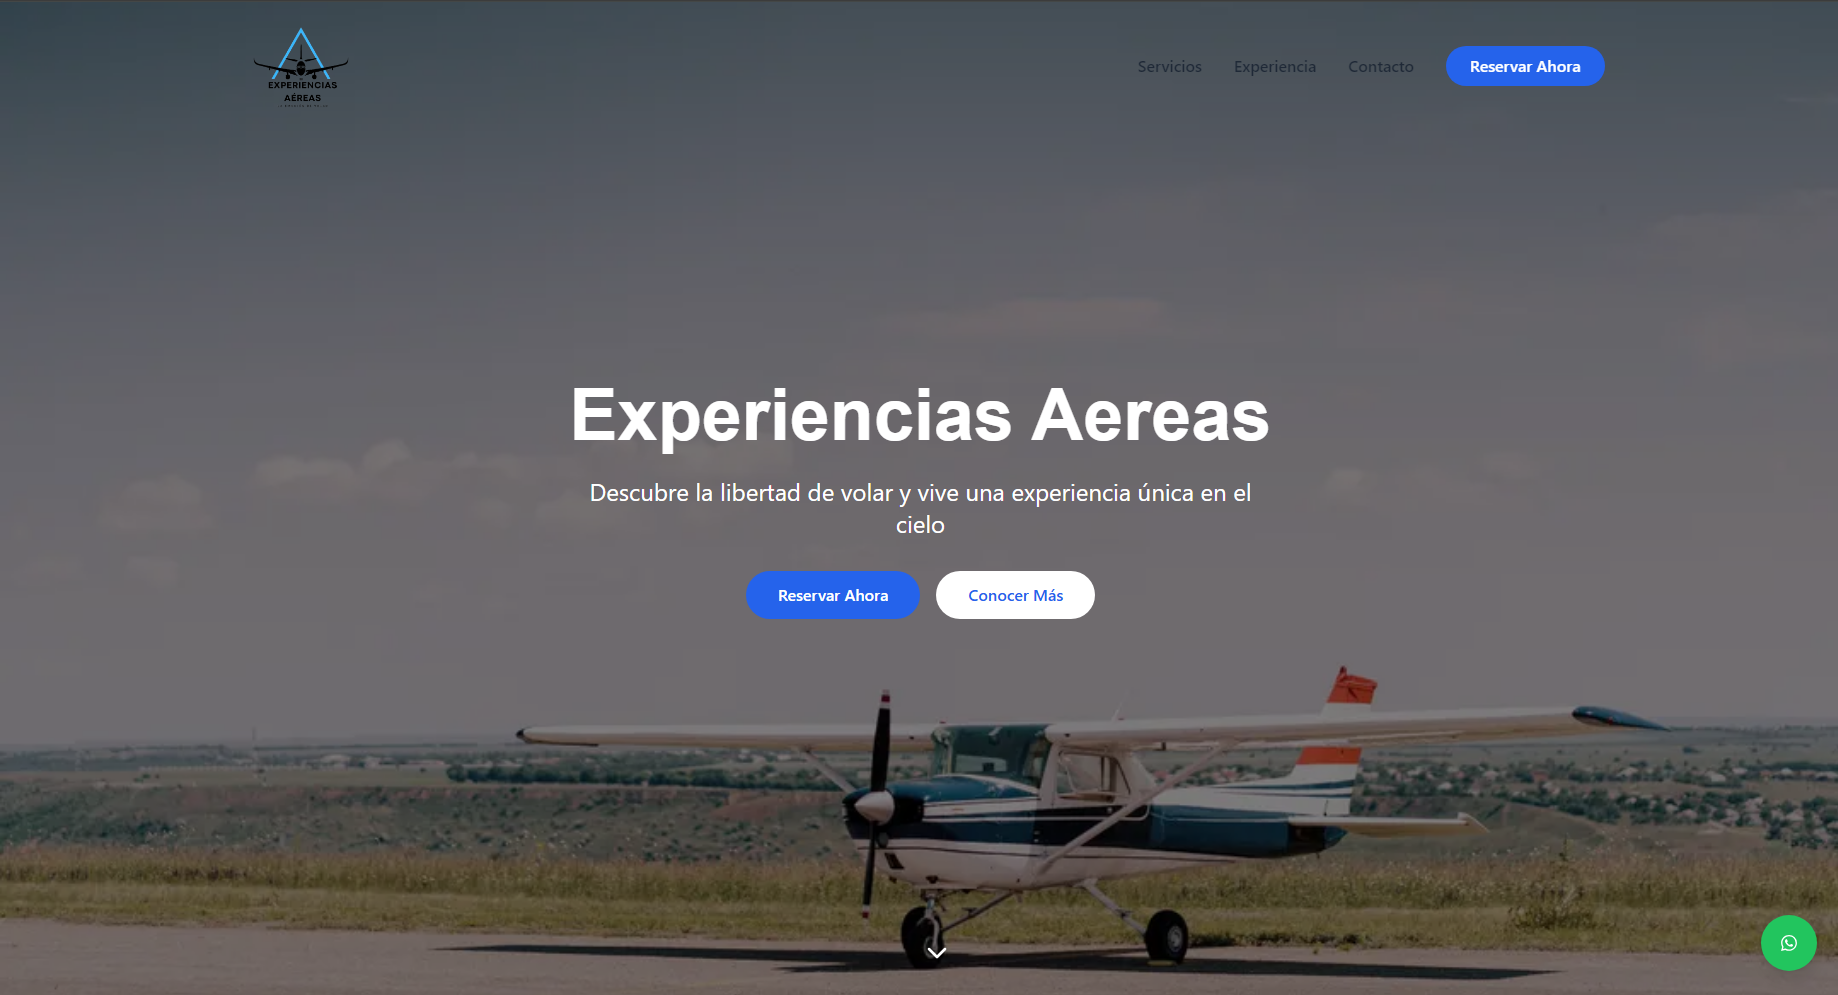 EXPERIENCIAS
AÉREAS
Servicios
Experiencia
Contacto
Reservar Ahora
Experiencias Aereas
Descubre la libertad de volar y vive una experiencia única en el
cielo
Reservar Ahora
Conocer Más